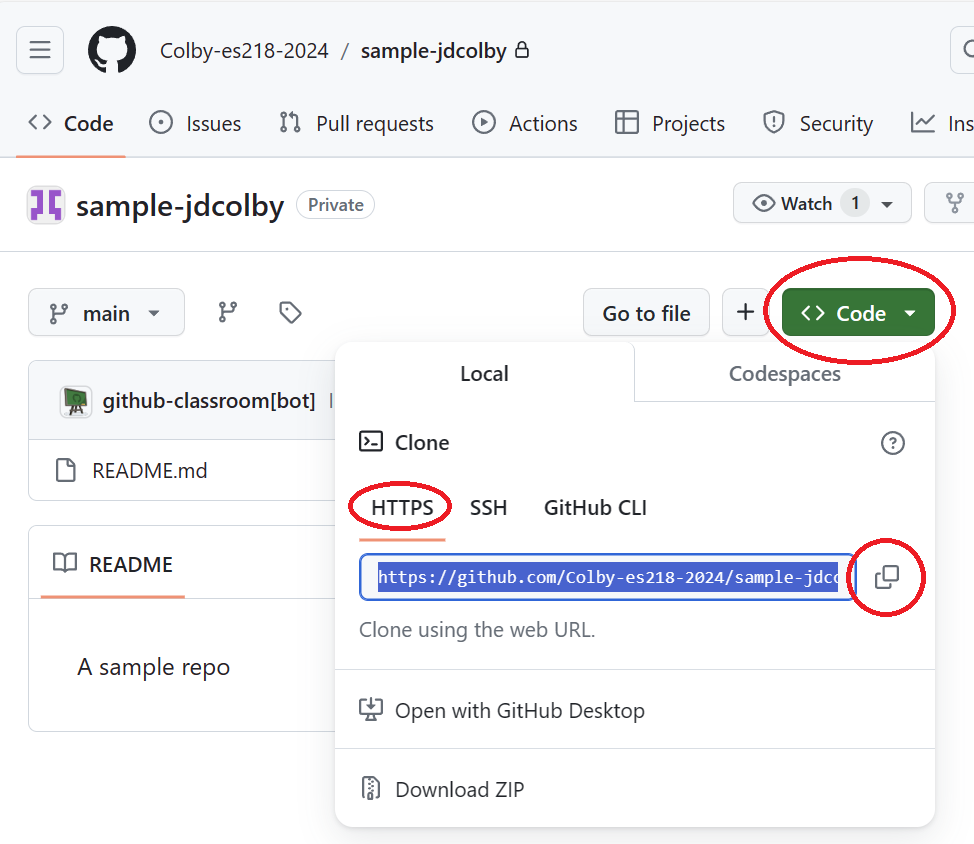 Colby-es218-2024 / sample-jdcolby
Code Issues Pull requests Actions Projects Security Ins
sample-jdcolby Private Watch 1
main Go to file + Code
Local Codespaces
github-classroom[bot]
Clone
README.md
HTTPS SSH GitHub CLI
README
https://github.com/Colby-es218-2024/sample-jdco
Clone using the web URL.
A sample repo
Open with GitHub Desktop
Download ZIP